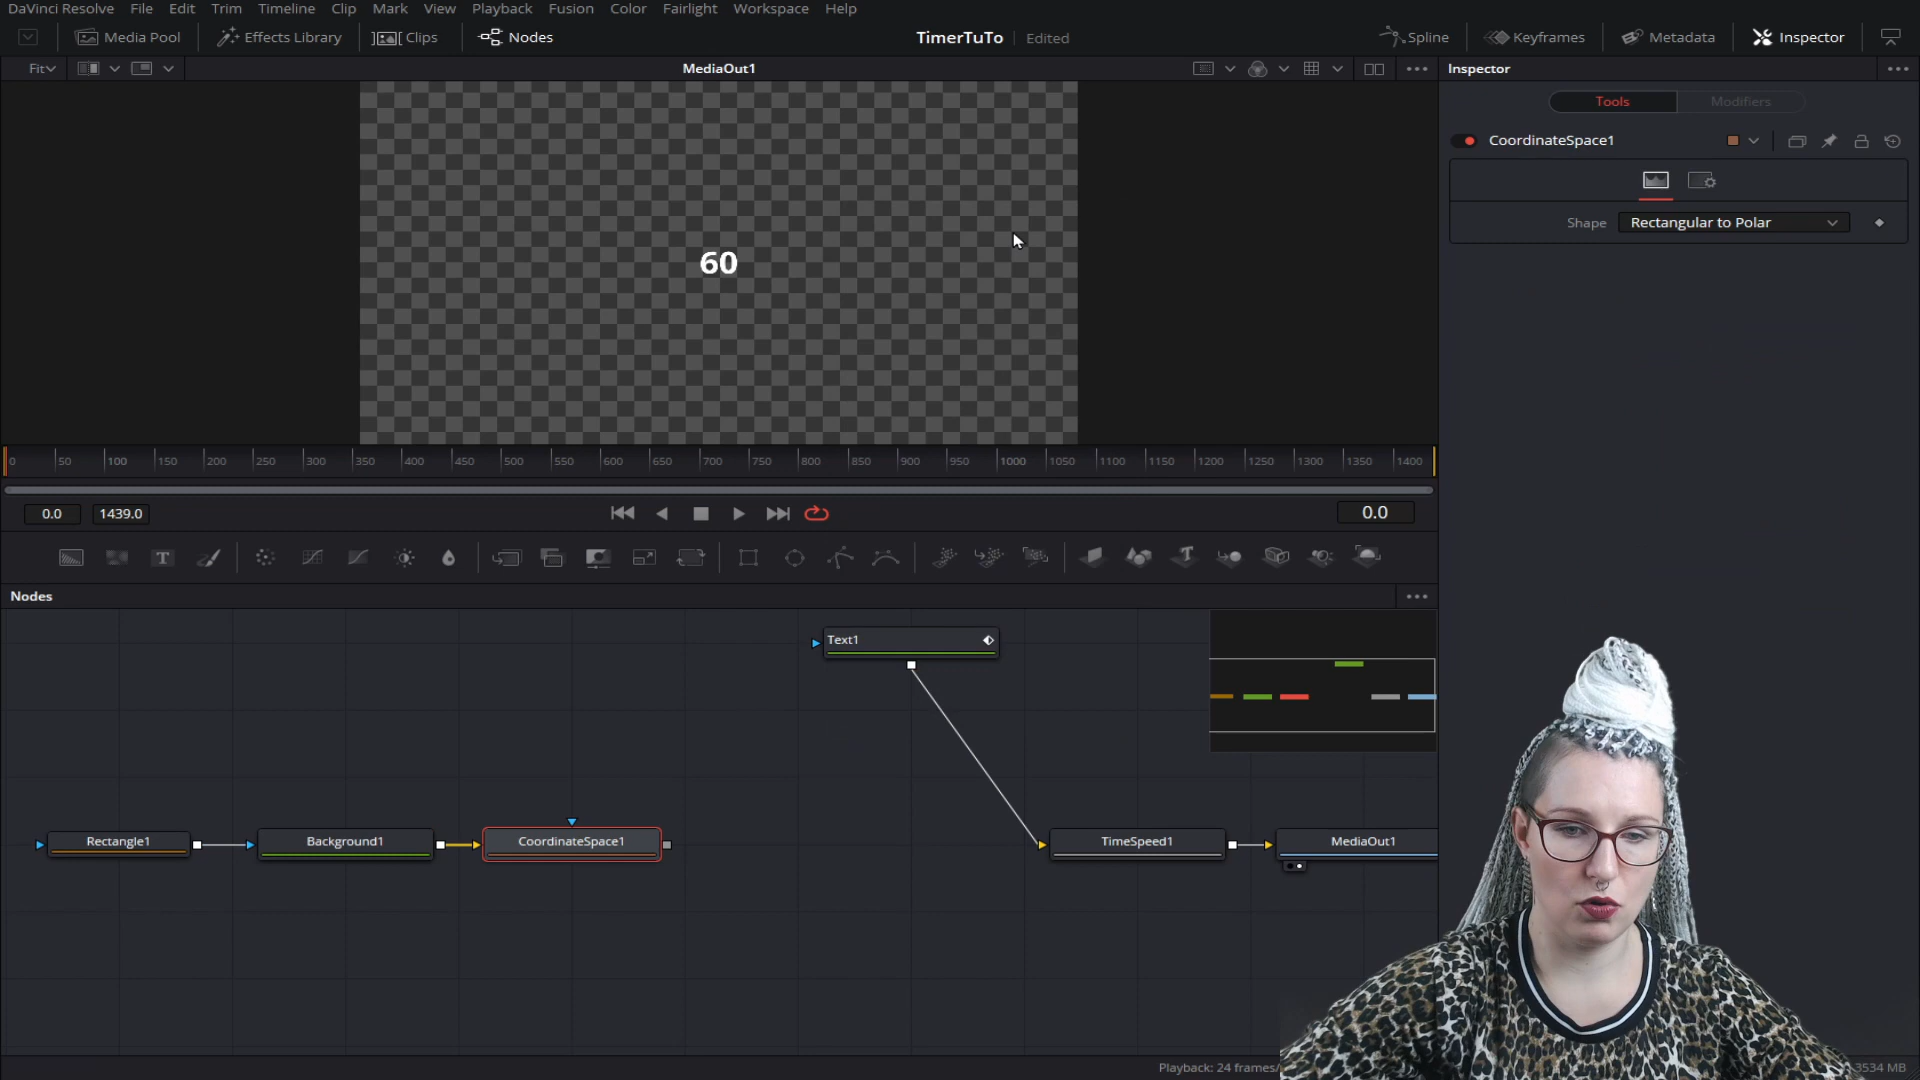 DaVinci Resolve File Edit Trim Timeline Clip Mark View Playback Fusion Color Fairlight Workspace Help
Media Pool Effects Library Clips Nodes TimerTuTo Edited Spline Keyframes Metadata Inspector
Fit MediaOut1 Inspector
Tools Modifiers
CoordinateSpace1
Shape Rectangular to Polar
60
0 50 100 150 200 250 300 350 400 450 500 550 600 650 700 750 800 850 900 950 1000 1050 1100 1150 1200 1250 1300 1350 1400
0.0 1439.0 0.0
T T
Nodes
Text1
Rectangle1 Background1 CoordinateSpace1 TimeSpeed1 MediaOut1
Playback: 24 frames/ 3534 MB